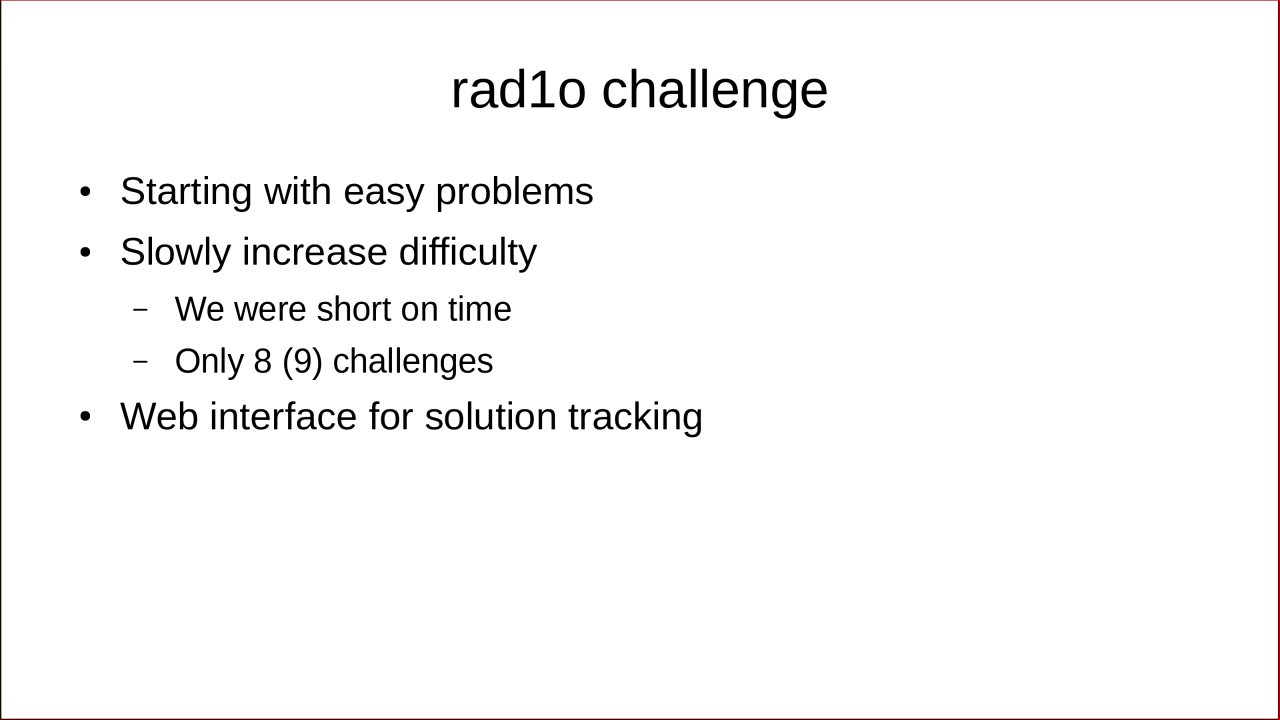 rad1o challenge
• Starting with easy problems
• Slowly increase difficulty
– We were short on time
– Only 8 (9) challenges
• Web interface for solution tracking